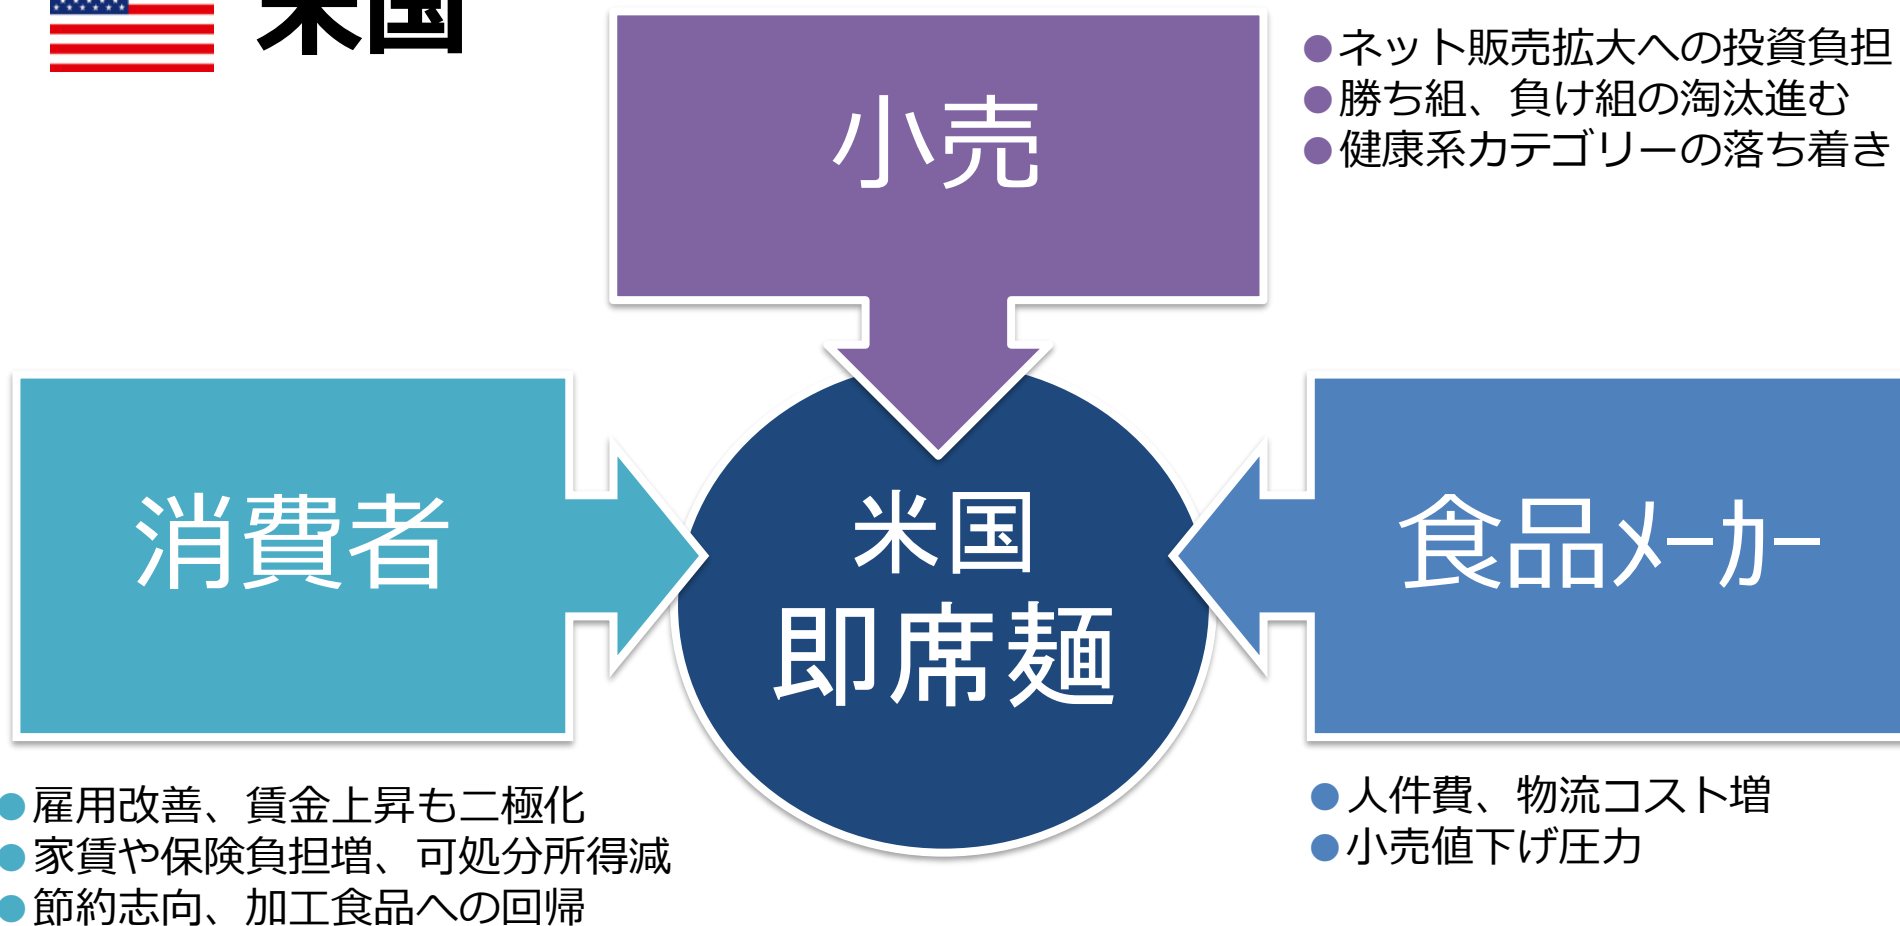 米国
小売
●ネット販売拡大への投資負担
●勝ち組、負け組の淘汰進む
●健康系カテゴリーの落ち着き
消費者
米国
即席麺
食品メーカー
●雇用改善、賃金上昇も二極化
●家賃や保険負担増、可処分所得減
●節約志向、加工食品への回帰
●人件費、物流コスト増
●小売値下げ圧力